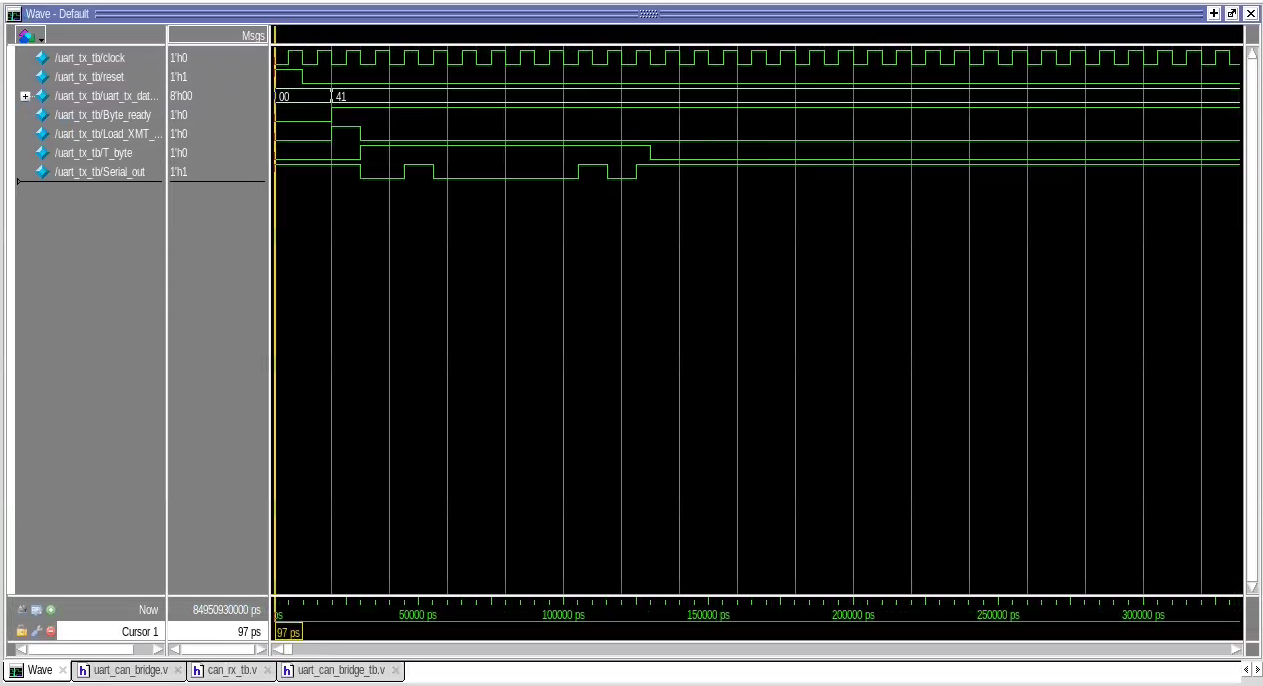 Wave - Default
Msgs
/uart_tx_tb/clock 1'h0
/uart_tx_tb/reset 1'h1
/uart_tx_tb/uart_tx_dat... 8'h00 00 41
/uart_tx_tb/Byte_ready 1'h0
/uart_tx_tb/Load_XMT_... 1'h0
/uart_tx_tb/T_byte 1'h0
/uart_tx_tb/Serial_out 1'h1
Now 84950930000 ps ps 50000 ps 100000 ps 150000 ps 200000 ps 250000 ps 300000 ps
Cursor 1 97 ps 97 ps
Wave uart_can_bridge.v can_rx_tb.v uart_can_bridge_tb.v